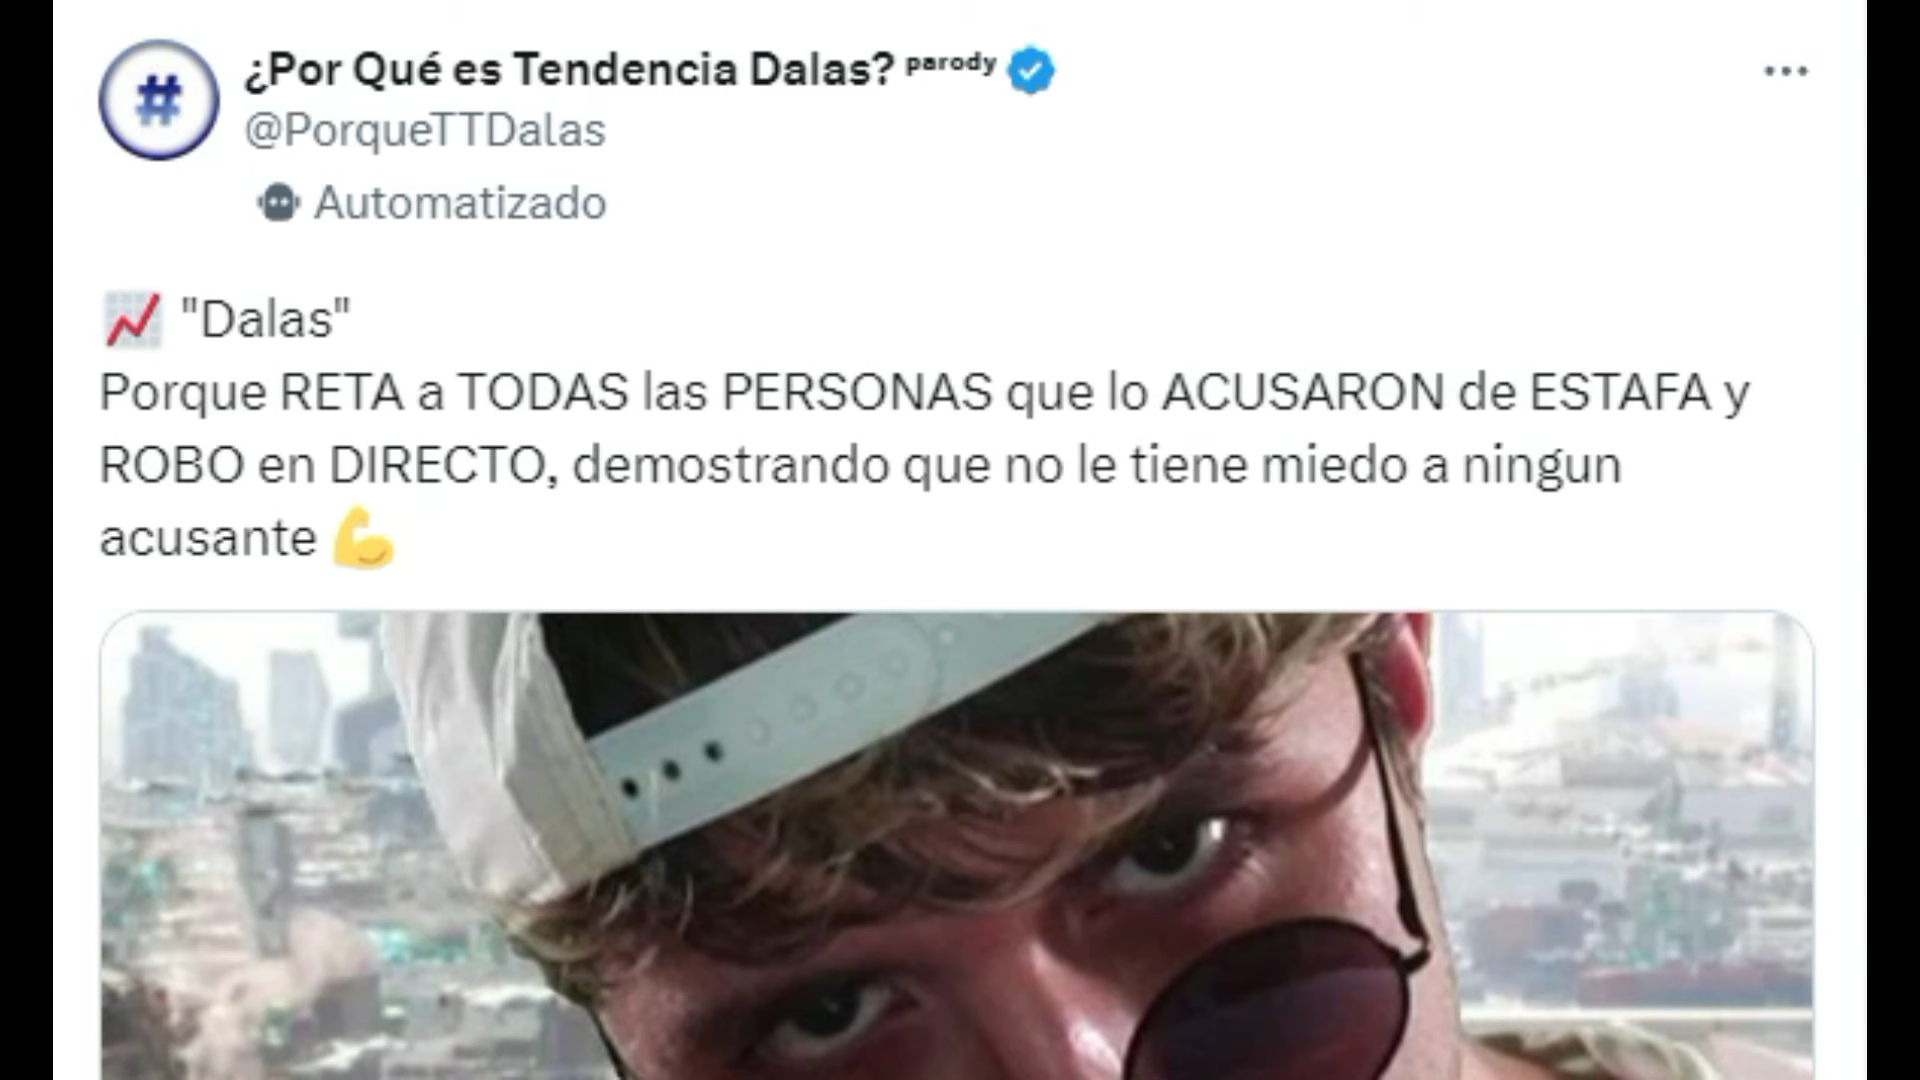 ¿Por Qué es Tendencia Dalas? parody
@PorqueTTDalas
Automatizado
"Dalas"
Porque RETA a TODAS las PERSONAS que lo ACUSARON de ESTAFA y
ROBO en DIRECTO, demostrando que no le tiene miedo a ningun
acusante 💪